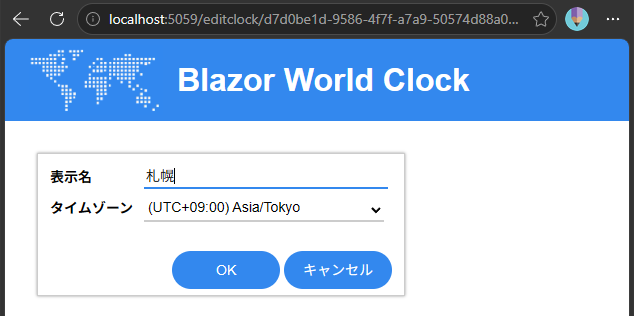 localhost:5059/editclock/d7d0be1d-9586-4f7f-a7a9-50574d88a0...
Blazor World Clock
表示名
札幌
タイムゾーン
(UTC+09:00) Asia/Tokyo
OK
キャンセル